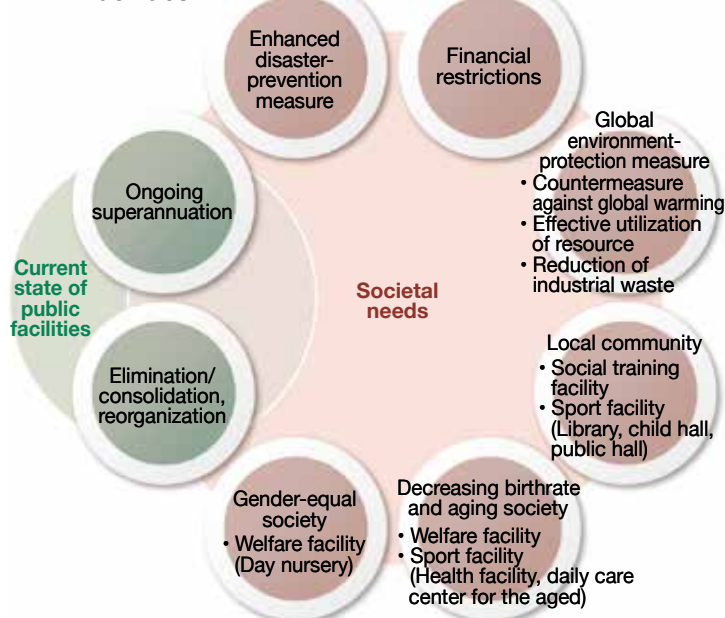 Enhanced
disaster-
prevention
measure
Financial
restrictions
Global
environment-
protection measure
• Countermeasure
against global warming
• Effective utilization
of resource
• Reduction of
industrial waste
Ongoing
superannuation
Current
state of
public
facilities
Societal
needs
Elimination/
consolidation,
reorganization
Local community
• Social training
facility
• Sport facility
(Library, child hall,
public hall)
Gender-equal
society
• Welfare facility
(Day nursery)
Decreasing birthrate
and aging society
• Welfare facility
• Sport facility
(Health facility, daily care
center for the aged)